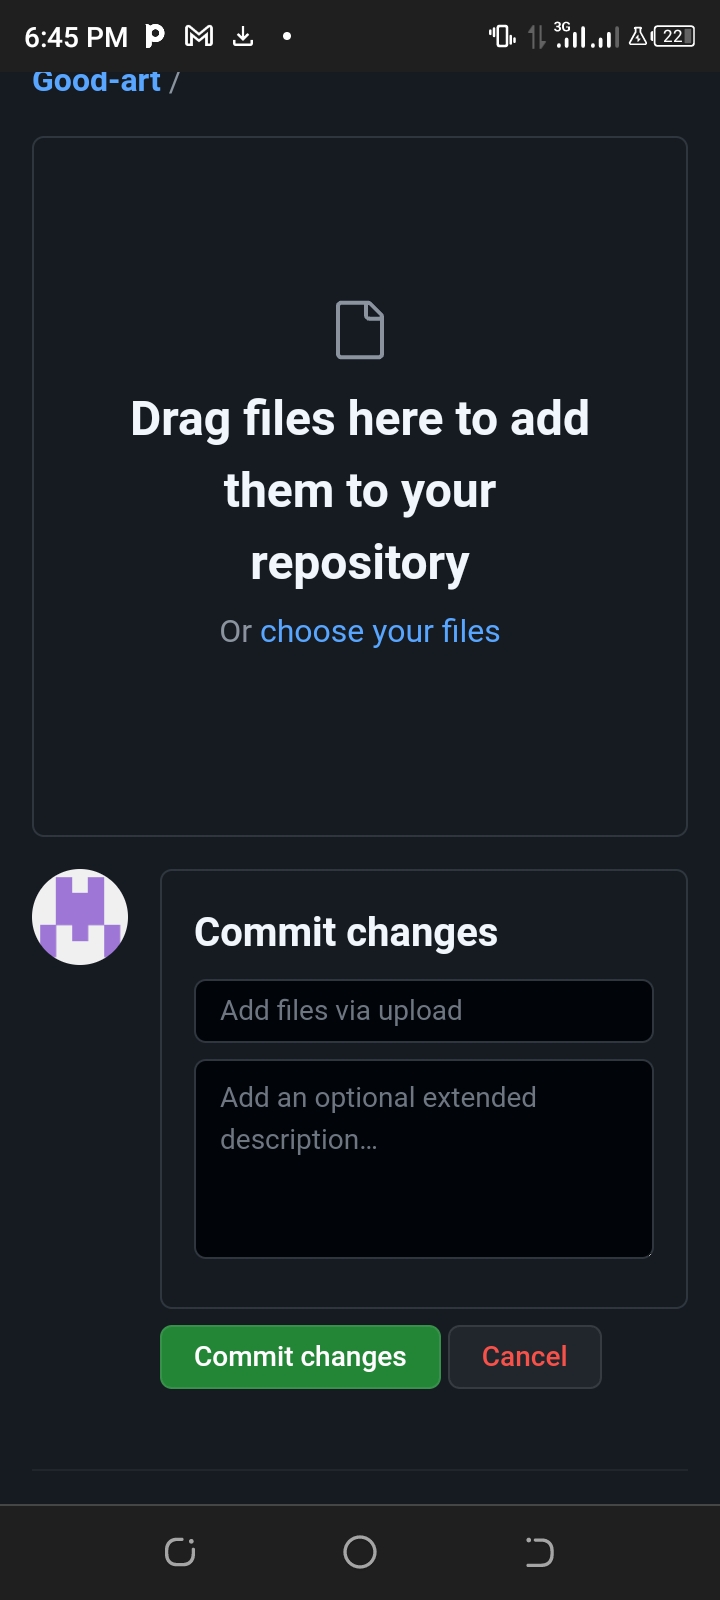 6:45 PM
3G
22
Good-art /
Drag files here to add
them to your
repository
Or choose your files
Commit changes
Add files via upload
Add an optional extended
description…
Commit changes
Cancel